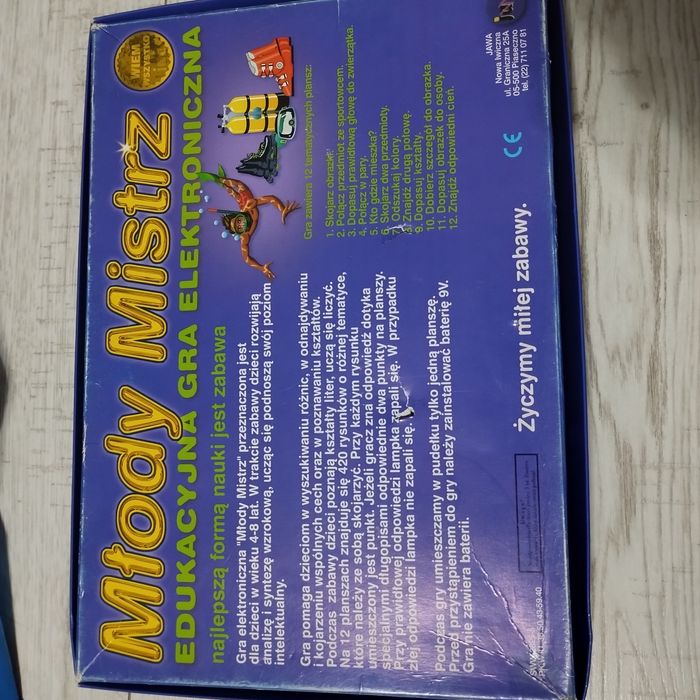 Młody Mistrz
WIEM
WSZYSTKO
EDUKACYJNA GRA ELEKTRONICZNA
najlepszą formą nauki jest zabawa
Gra elektroniczna "Młody Mistrz" przeznaczona jest
dla dzieci w wieku 4-8 lat. W trakcie zabawy dzieci rozwijają
analizę i syntezę wzrokową, ucząc się podnoszą swój poziom
intelektualny.
Gra pomaga dzieciom w wyszukiwaniu różnic, w odnajdywaniu
i kojarzeniu wspólnych cech oraz w poznawaniu kształtów.
Podczas zabawy dzieci poznają kształty liter, uczą się liczyć.
Na 12 planszach znajduje się 420 rysunków o różnej tematyce,
które należy ze sobą skojarzyć. Przy każdym rysunku
umieszczony jest punkt. Jeżeli gracz zna odpowiedź dotyka
specjalnymi długopisami odpowiednie dwa punkty na planszy.
Przy prawidłowej odpowiedzi lampka zapali się. W przypadku
złej odpowiedzi lampka nie zapali się.
Podczas gry umieszczamy w pudełku tylko jedną planszę.
Przed przystąpieniem do gry należy zainstalować baterię 9V.
Gra nie zawiera baterii.
Gra zawiera 12 tematycznych plansz:
1. Skojarz obrazki!
2. Połącz przedmiot ze sportowcem.
3. Dopasuj prawidłową głowę do zwierzątka.
4. Połącz w pary.
5. Kto gdzie mieszka?
6. Skojarz dwa przedmioty.
7. Odszukaj kolory.
8. Znajdź drugą połowę.
9. Dopasuj kształty.
10. Dobierz szczegół do obrazka.
11. Dopasuj obrazek do osoby.
12. Znajdź odpowiedni cień.
Życzymy miłej zabawy.
CE
JAWA
Nowa Iwiczna
ul. Graniczna 25A
05-500 Piaseczno
tel. (22) 711 07 81